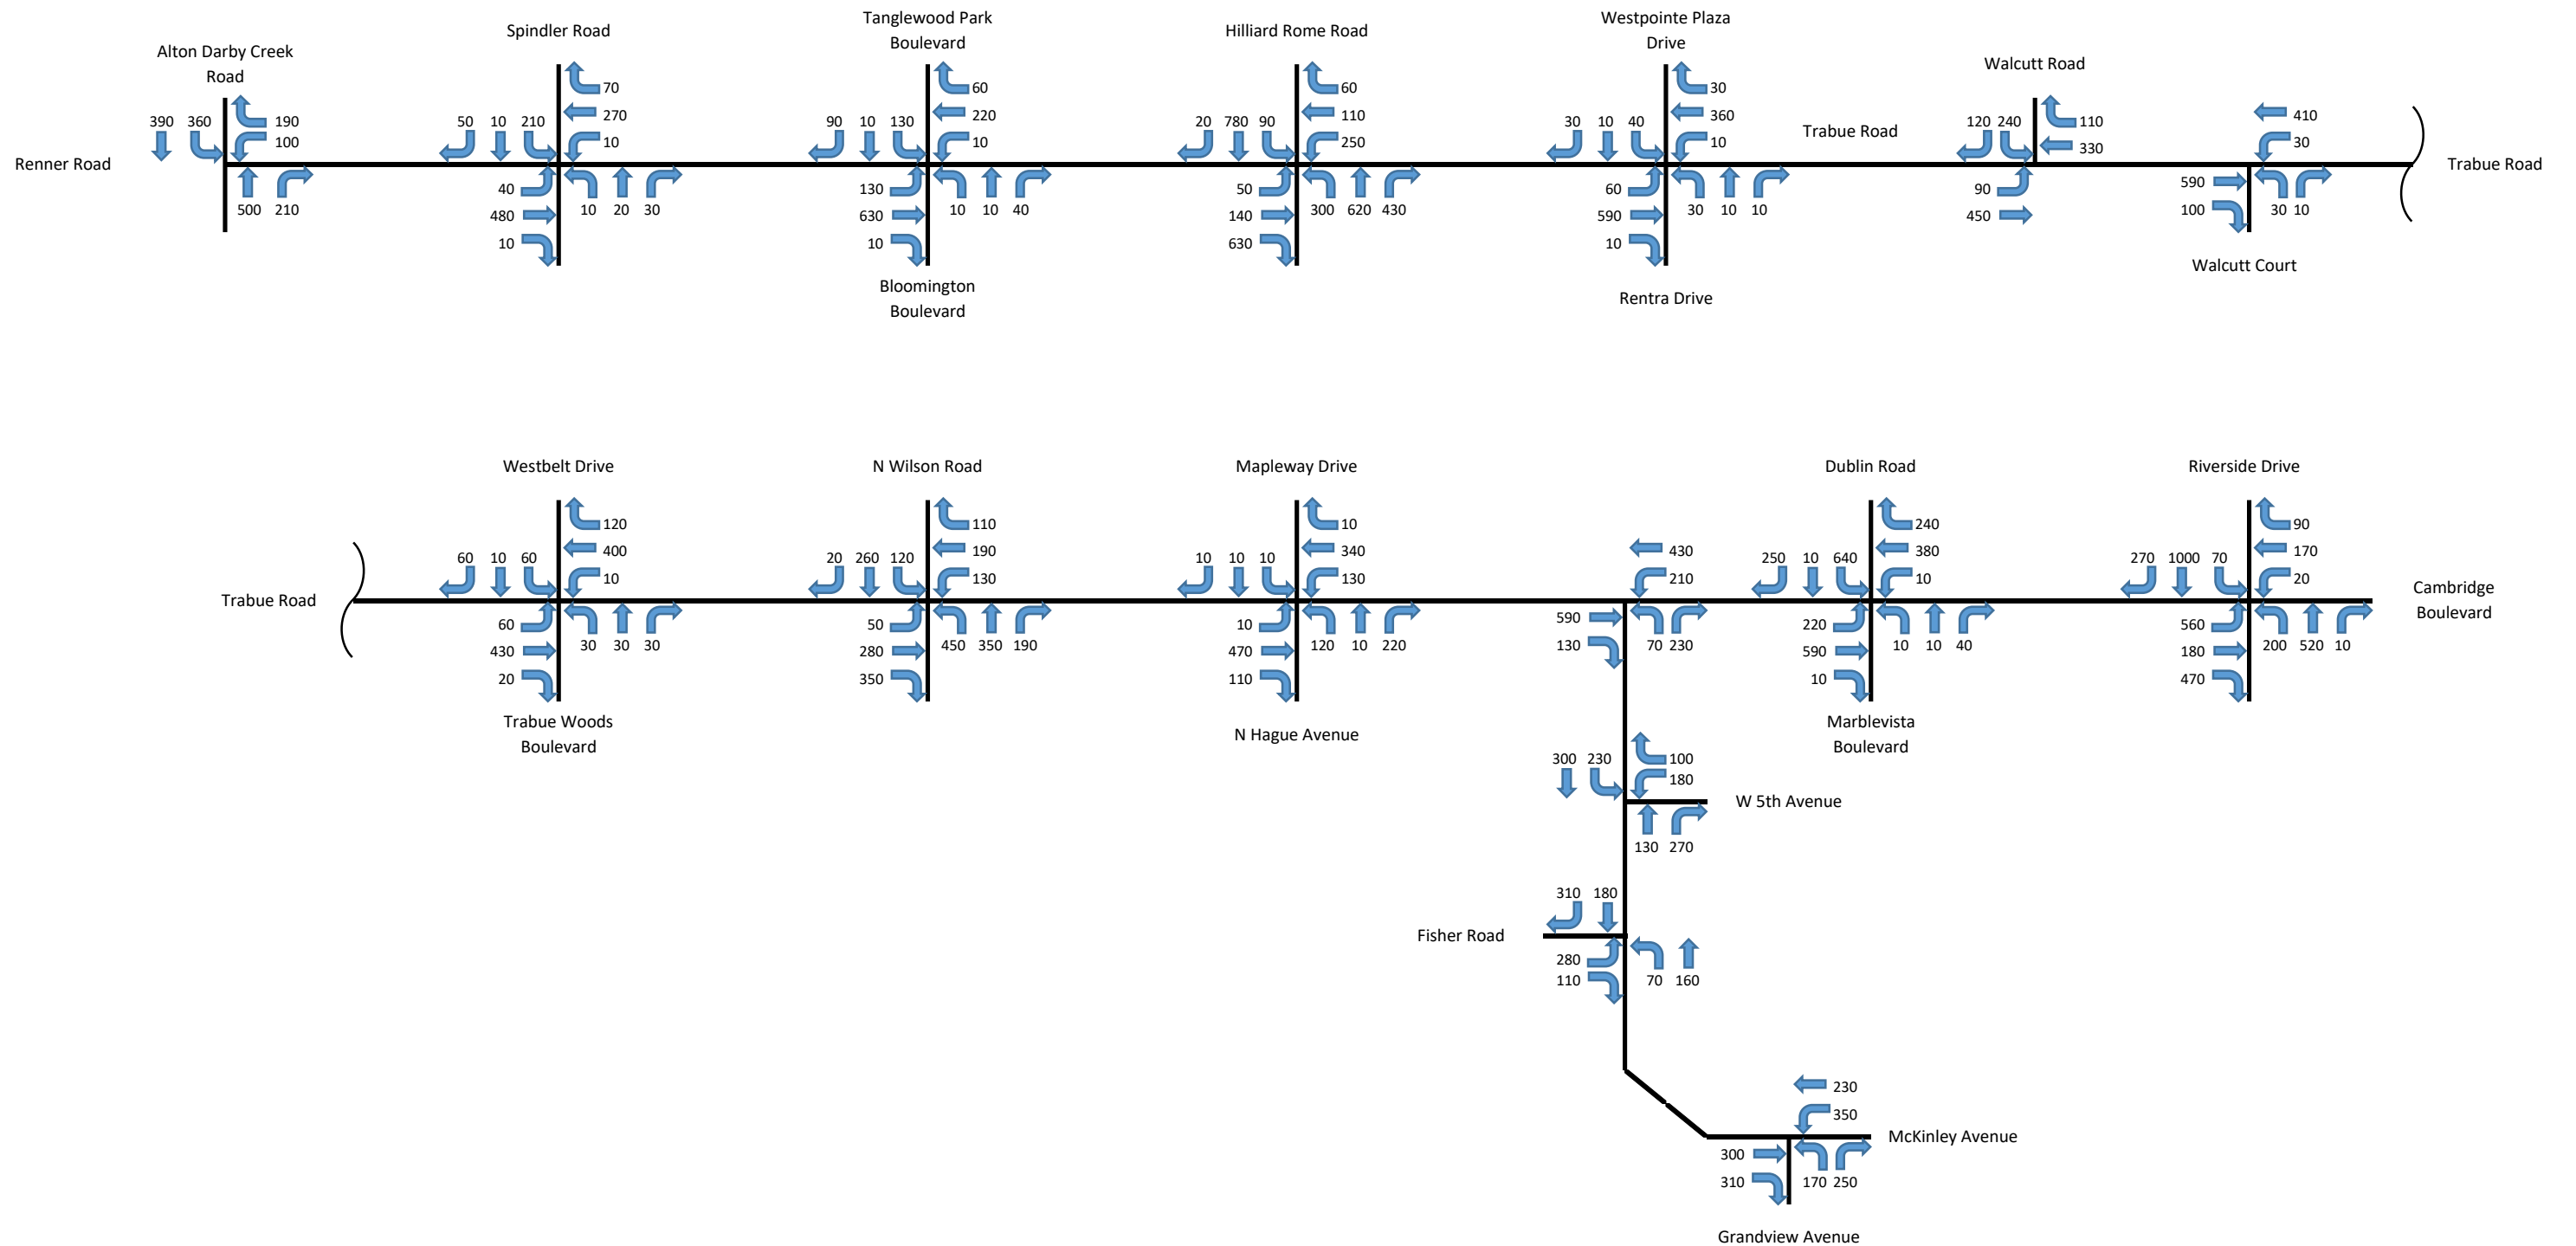 Tanglewood Park
Westpointe Plaza
Spindler Road
Boulevard
Hilliard Rome Road
Drive
Alton Darby Creek
Road
Walcutt Road
70
60
60
30
390 360
190
50 10 210
270
90 10 130
220
20 780 90
110
30 10 40
360
Trabue Road
120 240
110
410
100
10
10
250
10
330
30
Renner Road
Trabue Road
40
130
50
60
90
590
500 210
480
10 20 30
630
10 10 40
140
300 620 430
590
30 10 10
450
100
30 10
10
10
630
10
Walcutt Court
Bloomington
Boulevard
Rentra Drive
Westbelt Drive
N Wilson Road
Mapleway Drive
Dublin Road
Riverside Drive
120
110
10
240
90
60 10 60
400
20 260 120
190
10 10 10
340
430
250 10 640
380
270 1000 70
170
10
130
130
210
10
20
Trabue Road
Cambridge
Boulevard
60
50
10
590
220
560
430
30 30 30
280
450 350 190
470
120 10 220
130
70 230
590
10 10 40
180
200 520 10
20
350
110
10
470
Trabue Woods
Boulevard
N Hague Avenue
Marblevista
Boulevard
300 230
100
180
W 5th Avenue
130 270
310 180
Fisher Road
280
110
70 160
230
350
McKinley Avenue
300
310
170 250
Grandview Avenue